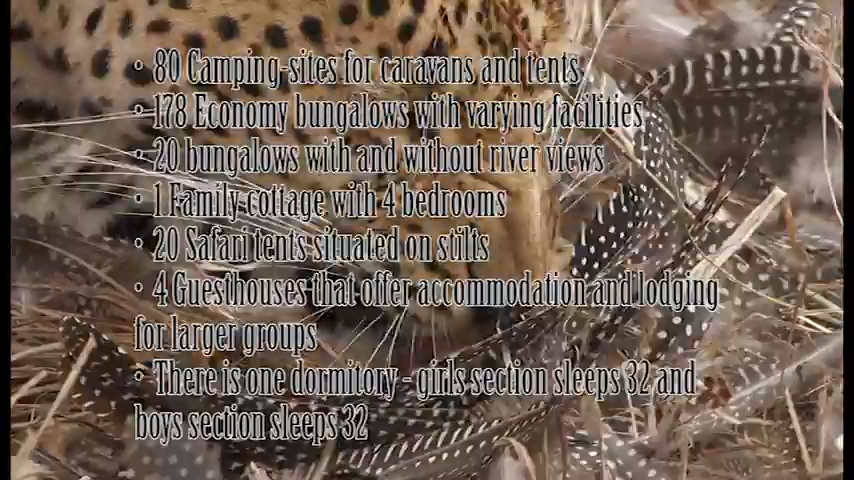 • 80 Camping-sites for caravans and tents
• 178 Economy bungalows with varying facilities
• 20 bungalows with and without river views
• 1 Family cottage with 4 bedrooms
• 20 Safari tents situated on stilts
• 4 Guesthouses that offer accommodation and lodging
for larger groups
• There is one dormitory - girls section sleeps 32 and
boys section sleeps 32